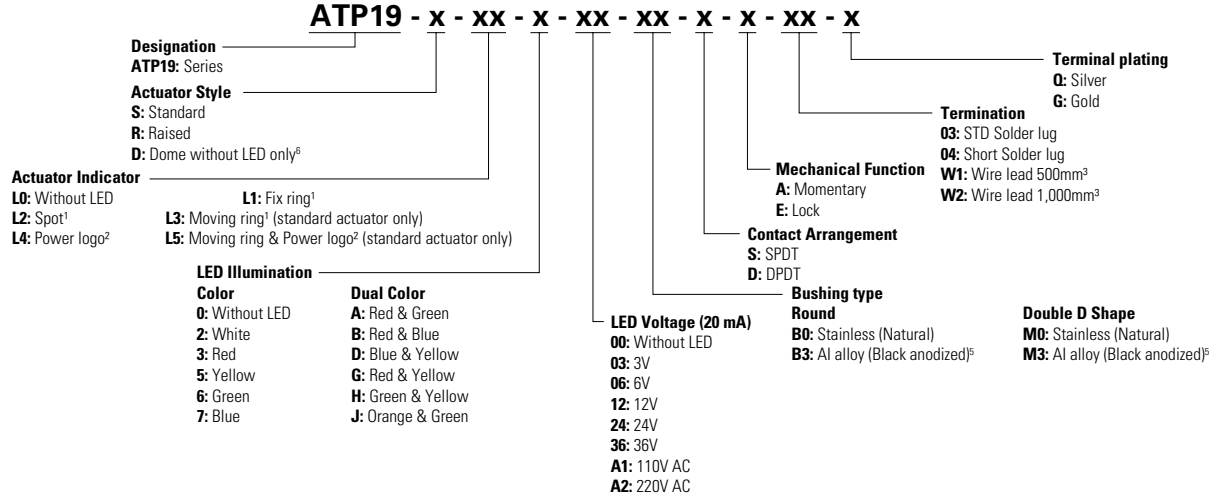 ATP19 - x - xx - x - xx - xx - x - x - xx - x
Designation
ATP19: Series
Actuator Style
S: Standard
R: Raised
D: Dome without LED only⁶
Actuator Indicator
L0: Without LED L1: Fix ring¹
L2: Spot¹ L3: Moving ring¹ (standard actuator only)
L4: Power logo² L5: Moving ring & Power logo² (standard actuator only)
LED Illumination
Color Dual Color
0: Without LED A: Red & Green
2: White B: Red & Blue
3: Red D: Blue & Yellow
5: Yellow G: Red & Yellow
6: Green H: Green & Yellow
7: Blue J: Orange & Green
LED Voltage (20 mA)
00: Without LED
03: 3V
06: 6V
12: 12V
24: 24V
36: 36V
A1: 110V AC
A2: 220V AC
Bushing type
Round Double D Shape
B0: Stainless (Natural) M0: Stainless (Natural)
B3: Al alloy (Black anodized)⁵ M3: Al alloy (Black anodized)⁵
Contact Arrangement
S: SPDT
D: DPDT
Mechanical Function
A: Momentary
E: Lock
Termination
03: STD Solder lug
04: Short Solder lug
W1: Wire lead 500mm³
W2: Wire lead 1,000mm³
Terminal plating
Q: Silver
G: Gold